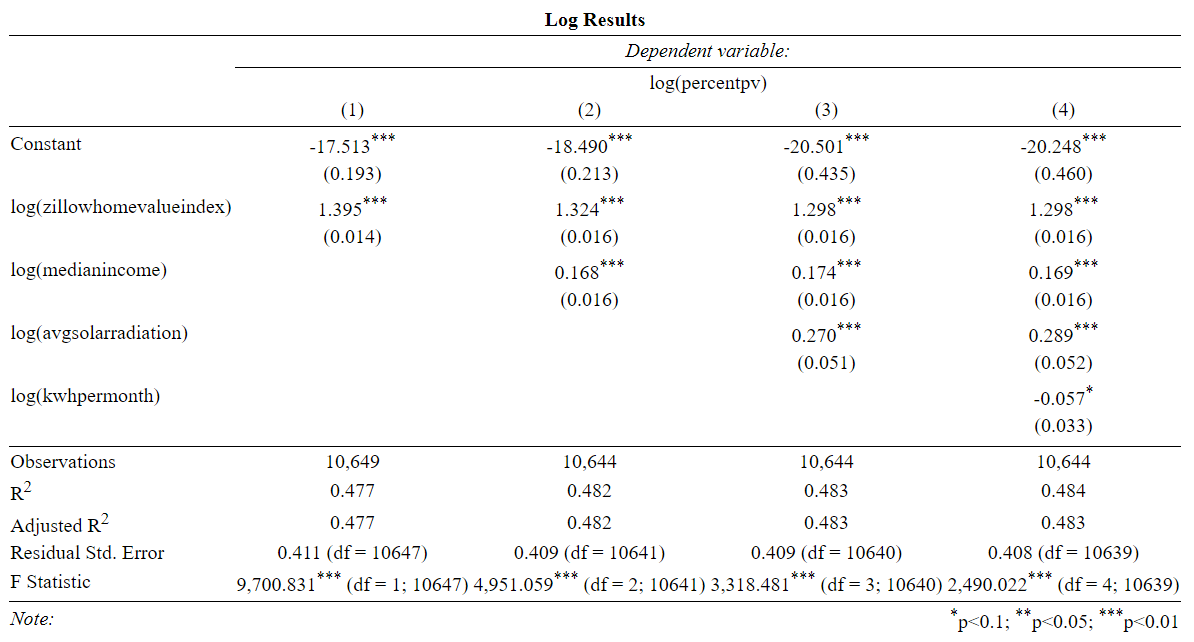 Log Results
Dependent variable:
log(percentpv)
(1) (2) (3) (4)
Constant -17.513*** -18.490*** -20.501*** -20.248***
(0.193) (0.213) (0.435) (0.460)
log(zillowhomevalueindex) 1.395*** 1.324*** 1.298*** 1.298***
(0.014) (0.016) (0.016) (0.016)
log(medianincome) 0.168*** 0.174*** 0.169***
(0.016) (0.016) (0.016)
log(avgsolarradiation) 0.270*** 0.289***
(0.051) (0.052)
log(kwhpermonth) -0.057*
(0.033)
Observations 10,649 10,644 10,644 10,644
R2 0.477 0.482 0.483 0.484
Adjusted R2 0.477 0.482 0.483 0.483
Residual Std. Error 0.411 (df = 10647) 0.409 (df = 10641) 0.409 (df = 10640) 0.408 (df = 10639)
F Statistic 9,700.831*** (df = 1; 10647) 4,951.059*** (df = 2; 10641) 3,318.481*** (df = 3; 10640) 2,490.022*** (df = 4; 10639)
Note: *p<0.1; **p<0.05; ***p<0.01